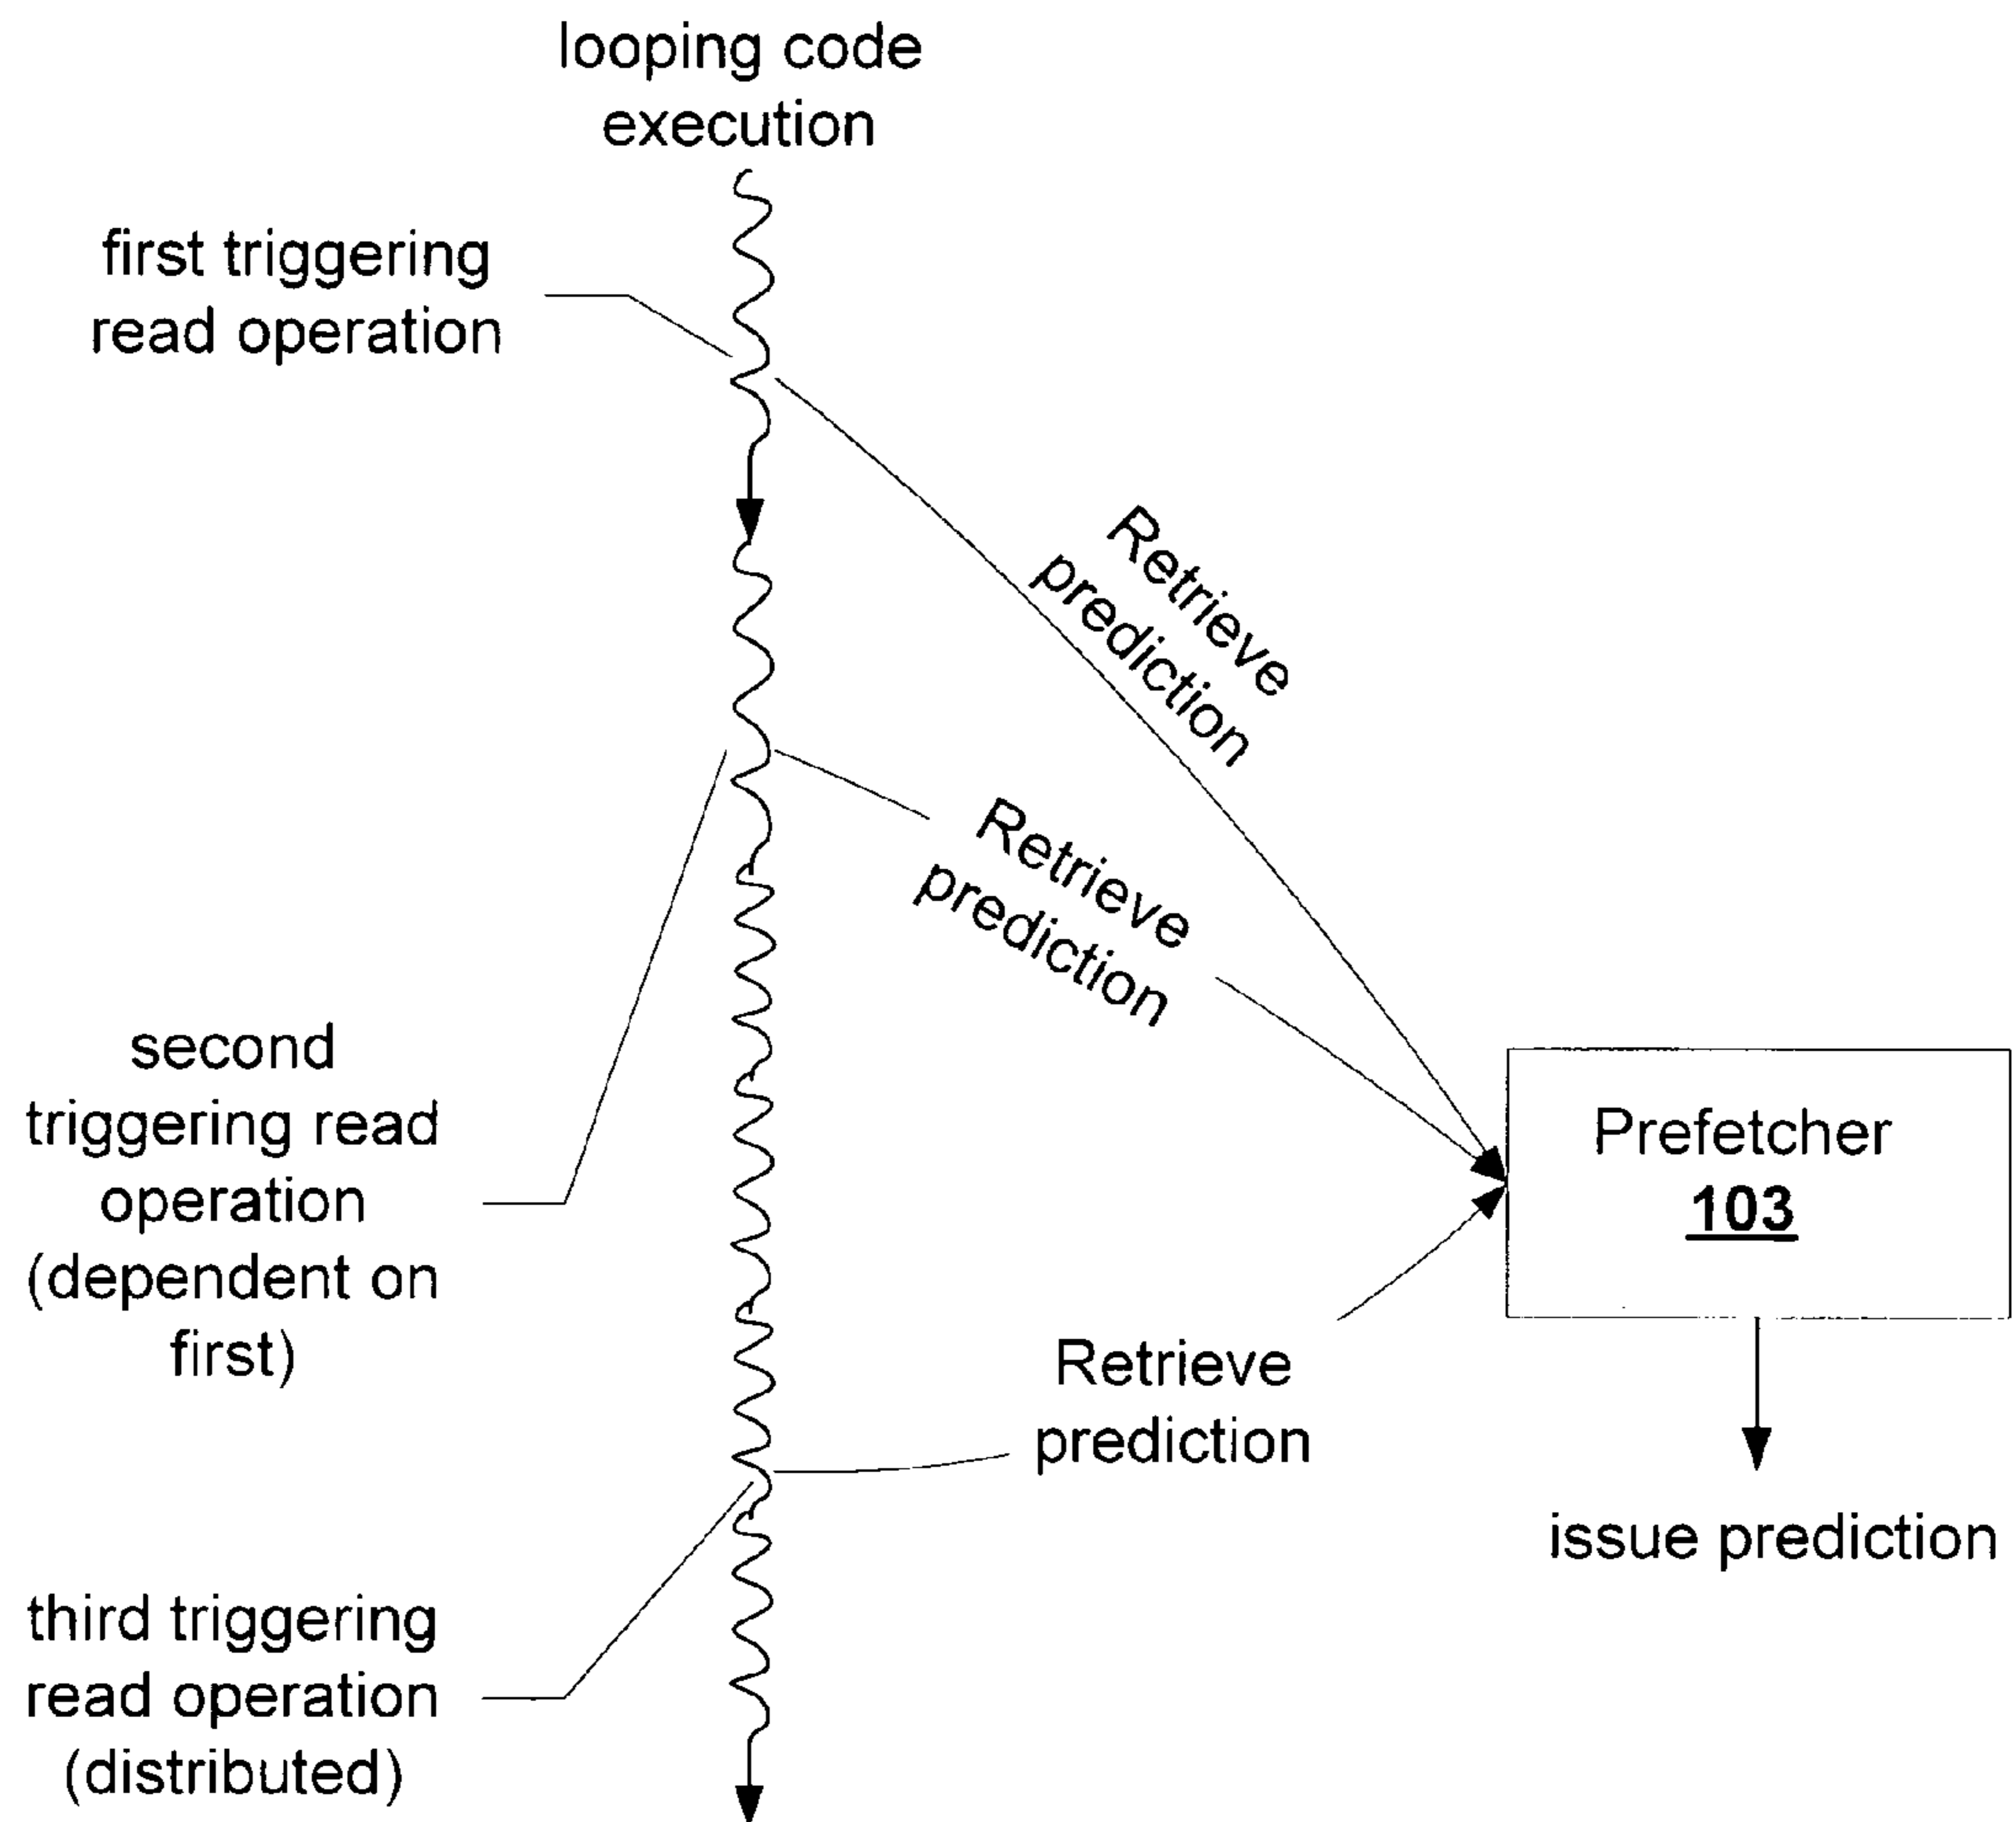 looping code
execution
first triggering
read operation
Retrieve
prediction
Retrieve
prediction
second
triggering read
operation
(dependent on
first)
Prefetcher
103
Retrieve
prediction
issue prediction
third triggering
read operation
(distributed)